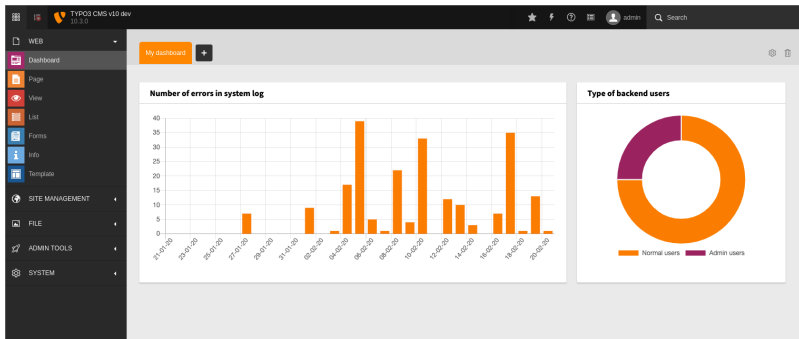 TYPO3 CMS v10 dev
10.3.0
admin
Search
WEB
Dashboard
Page
View
List
Forms
Info
Template
SITE MANAGEMENT
FILE
ADMIN TOOLS
SYSTEM
My dashboard
Number of errors in system log
40
35
30
25
20
15
10
5
0
21-01-20
23-01-20
25-01-20
27-01-20
29-01-20
31-01-20
02-02-20
04-02-20
06-02-20
08-02-20
10-02-20
12-02-20
14-02-20
16-02-20
18-02-20
20-02-20
Type of backend users
Normal users Admin users